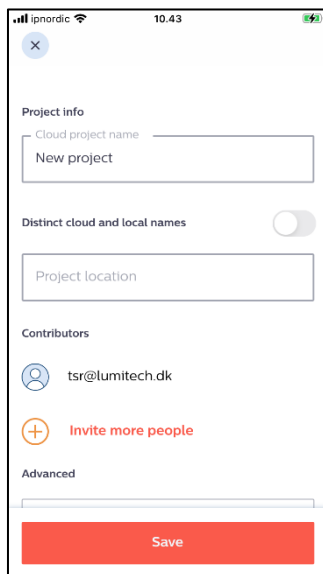 ipnordic 10.43
Project info
Cloud project name
New project
Distinct cloud and local names
Project location
Contributors
tsr@lumitech.dk
Invite more people
Advanced
Save